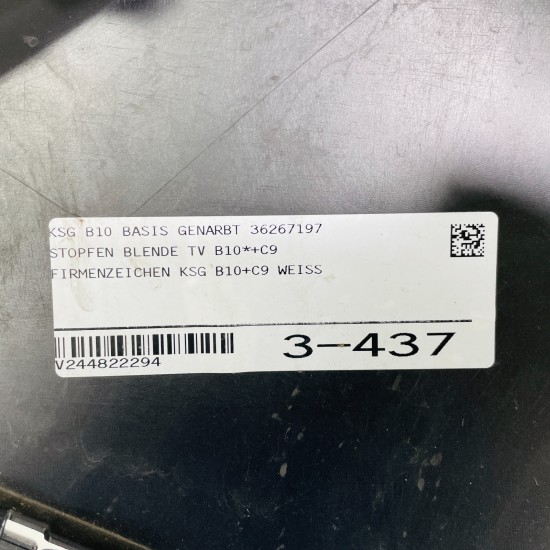 KSG B10 BASIS GENARBT 36267197
STOPFEN BLENDE TV B10*+C9
FIRMENZEICHEN KSG B10+C9 WEISS
V244822294
3-437